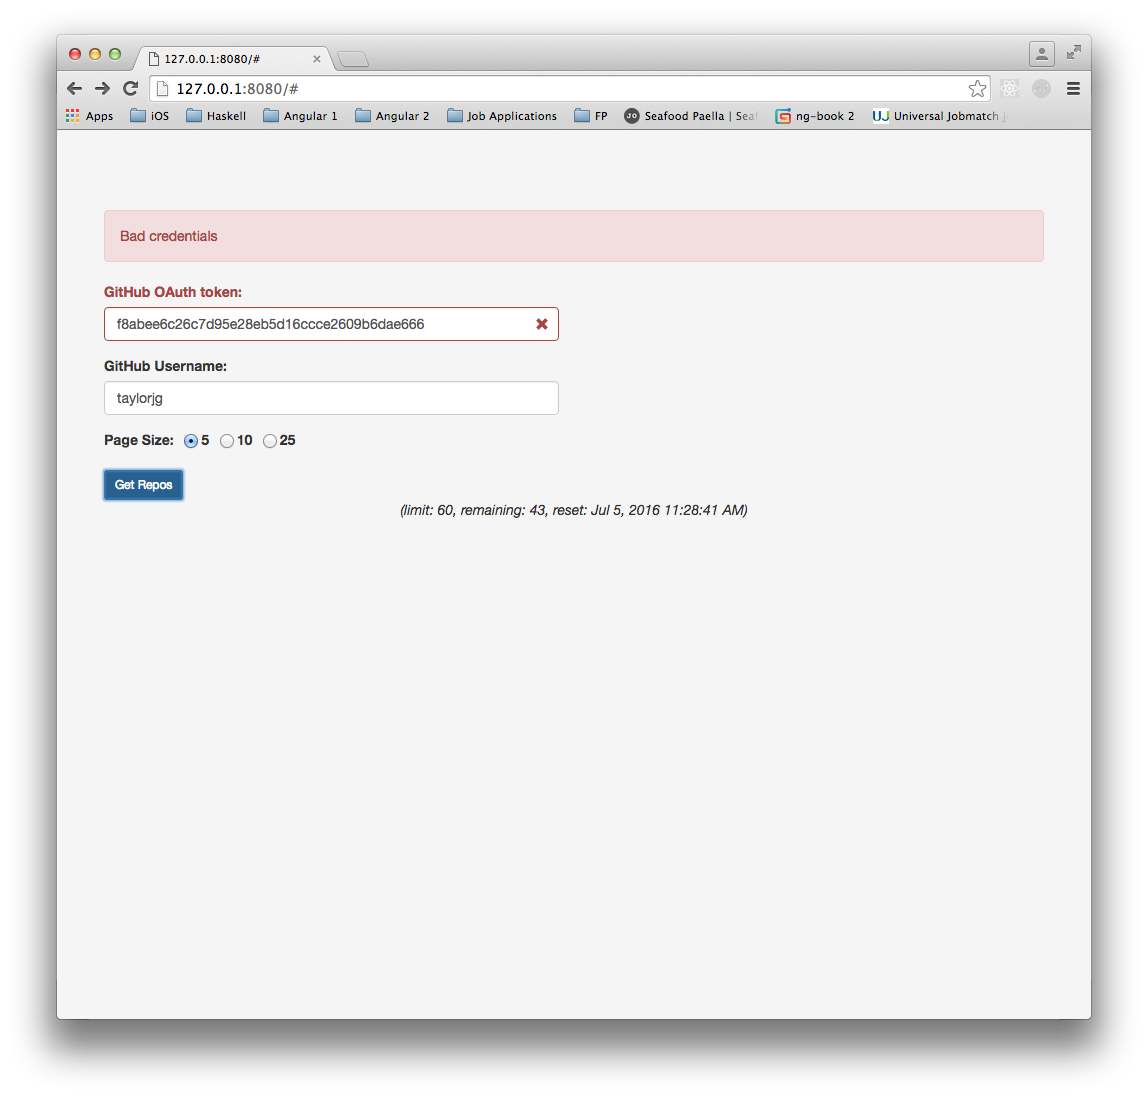 127.0.0.1:8080/#
127.0.0.1:8080/#
Apps iOS Haskell Angular 1 Angular 2 Job Applications FP JO Seafood Paella | Sea ng-book 2 UJ Universal Jobmatch
Bad credentials
GitHub OAuth token:
f8abee6c26c7d95e28eb5d16ccce2609b6dae666
GitHub Username:
taylorjg
Page Size: 5 10 25
Get Repos
(limit: 60, remaining: 43, reset: Jul 5, 2016 11:28:41 AM)